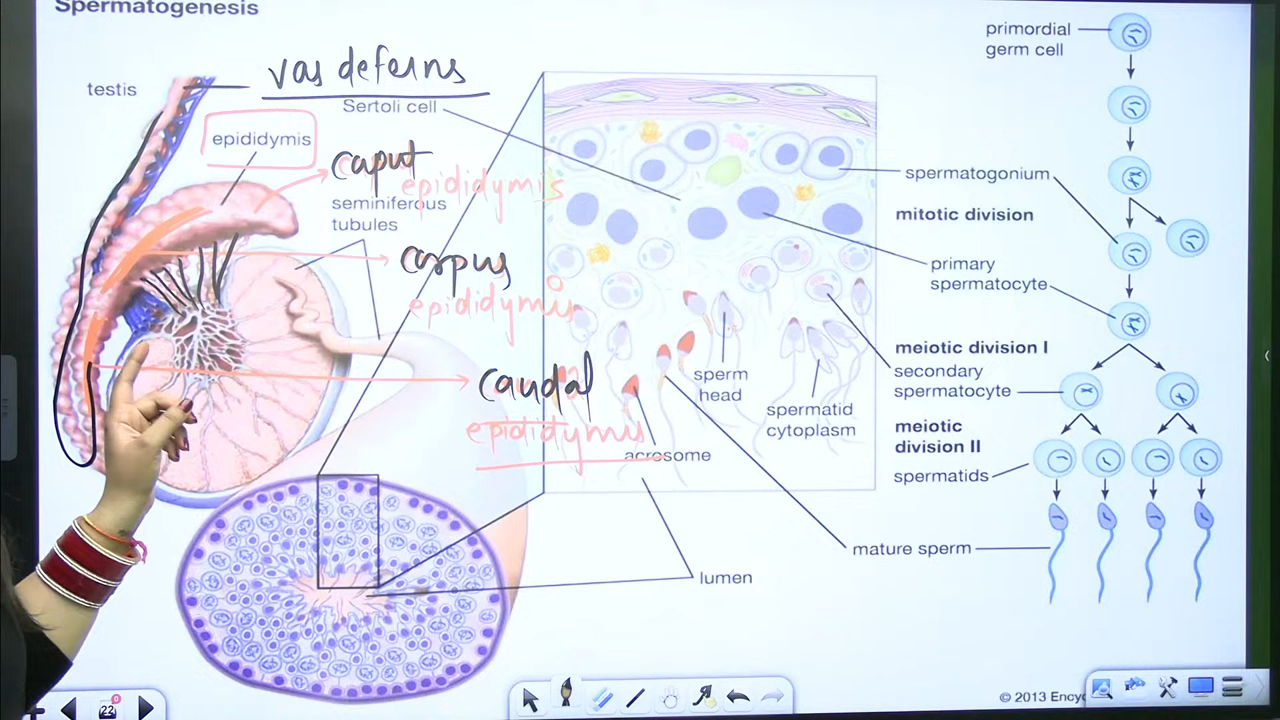 Spermatogenesis
testis
vas deferns
Sertoli cell
epididymis
caput
epididymis
seminiferous
tubules
corpus
epididymis
caudal
epididymis
sperm
head
spermatid
cytoplasm
acrosome
lumen
primordial
germ cell
spermatogonium
mitotic division
primary
spermatocyte
meiotic division I
secondary
spermatocyte
meiotic
division II
spermatids
mature sperm
22
© 2013 Ency